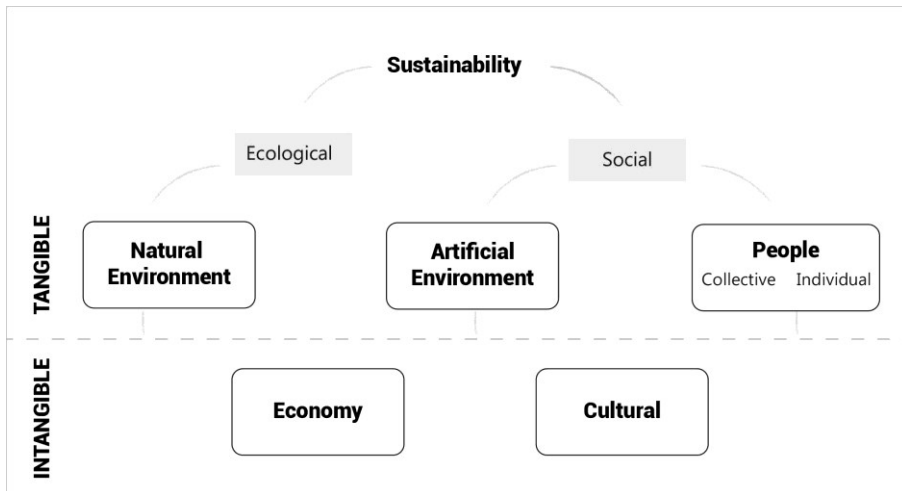 Sustainability
Ecological
Social
TANGIBLE
Natural
Environment
Artificial
Environment
People
Collective Individual
INTANGIBLE
Economy
Cultural